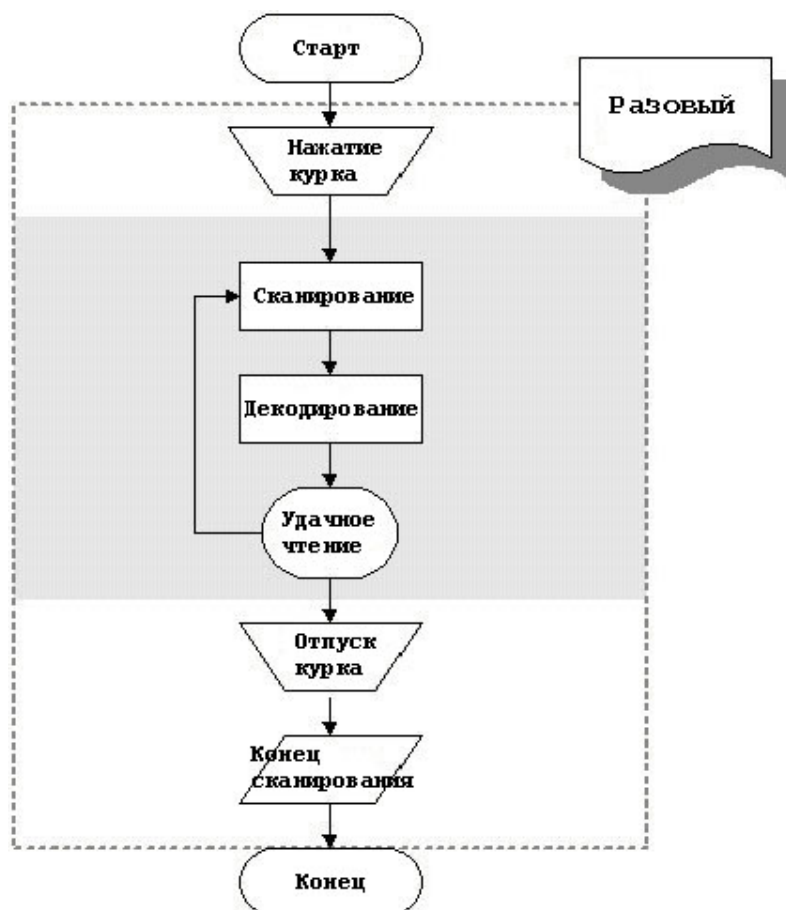 Старт
Разовый
Нажатие
курка
Сканирование
Декодирование
Удачное
чтение
Отпуск
курка
Конец
сканирования
Конец